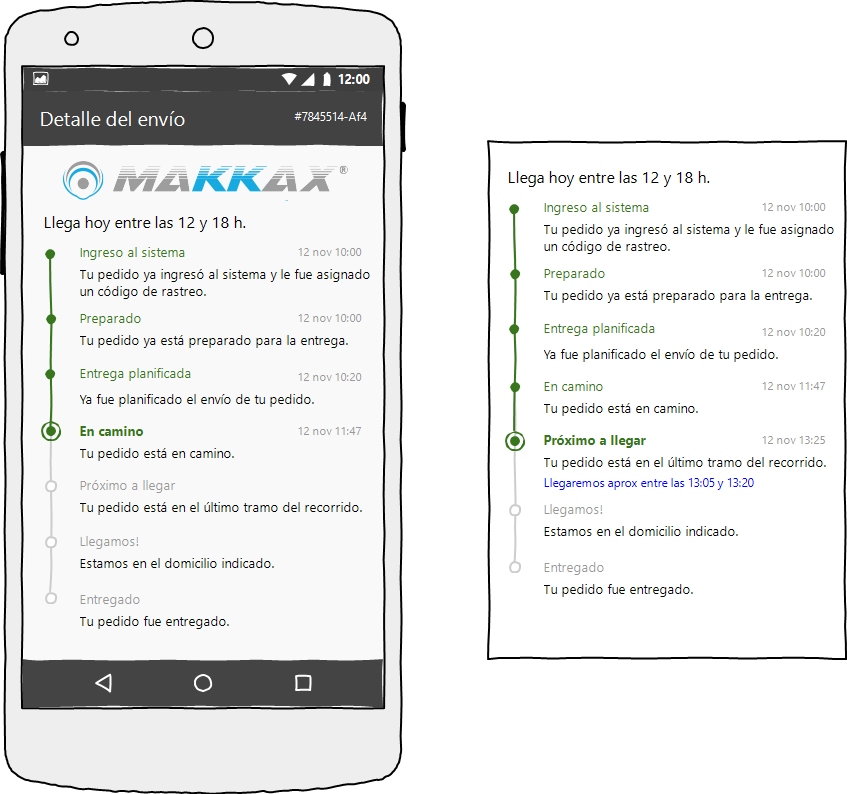 12:00
Detalle del envío
#7845514-Af4
MAKKAX®
Llega hoy entre las 12 y 18 h.
Ingreso al sistema 12 nov 10:00
Tu pedido ya ingresó al sistema y le fue asignado
un código de rastreo.
Preparado 12 nov 10:00
Tu pedido ya está preparado para la entrega.
Entrega planificada 12 nov 10:20
Ya fue planificado el envío de tu pedido.
En camino 12 nov 11:47
Tu pedido está en camino.
Próximo a llegar
Tu pedido está en el último tramo del recorrido.
Llegamos!
Estamos en el domicilio indicado.
Entregado
Tu pedido fue entregado.
Llega hoy entre las 12 y 18 h.
Ingreso al sistema 12 nov 10:00
Tu pedido ya ingresó al sistema y le fue asignado
un código de rastreo.
Preparado 12 nov 10:00
Tu pedido ya está preparado para la entrega.
Entrega planificada 12 nov 10:20
Ya fue planificado el envío de tu pedido.
En camino 12 nov 11:47
Tu pedido está en camino.
Próximo a llegar 12 nov 13:25
Tu pedido está en el último tramo del recorrido.
Llegaremos aprox entre las 13:05 y 13:20
Llegamos!
Estamos en el domicilio indicado.
Entregado
Tu pedido fue entregado.